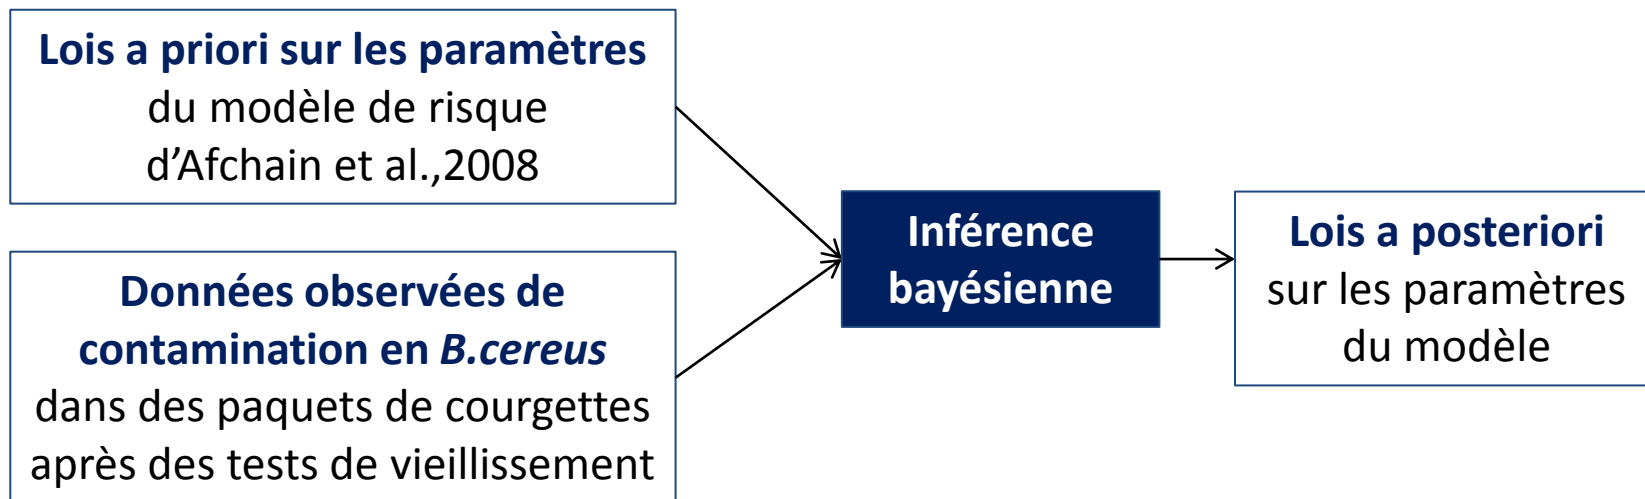 Lois a priori sur les paramètres
du modèle de risque
d’Afchain et al.,2008
Données observées de
contamination en B.cereus
dans des paquets de courgettes
après des tests de vieillissement
Inférence
bayésienne
Lois a posteriori
sur les paramètres
du modèle